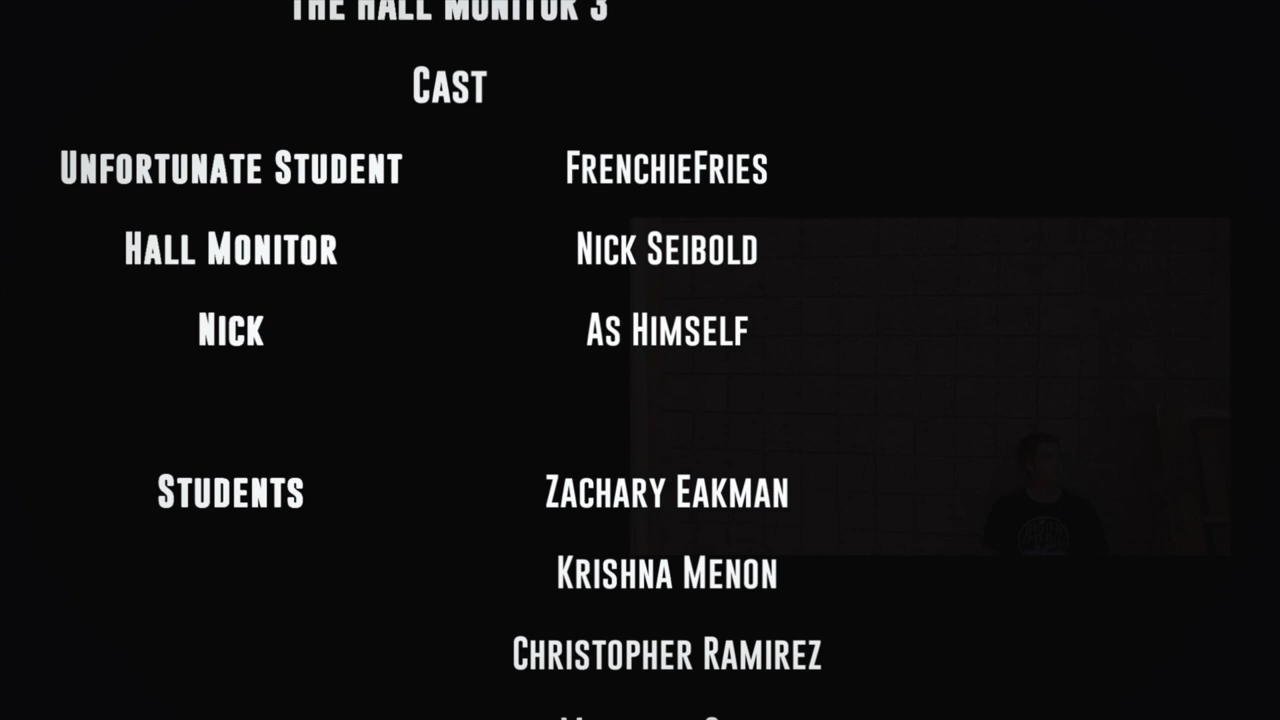 THE HALL MONITOR 3
CAST
UNFORTUNATE STUDENT FRENCHIEFRIES
HALL MONITOR NICK SEIBOLD
NICK AS HIMSELF
STUDENTS ZACHARY EAKMAN
KRISHNA MENON
CHRISTOPHER RAMIREZ